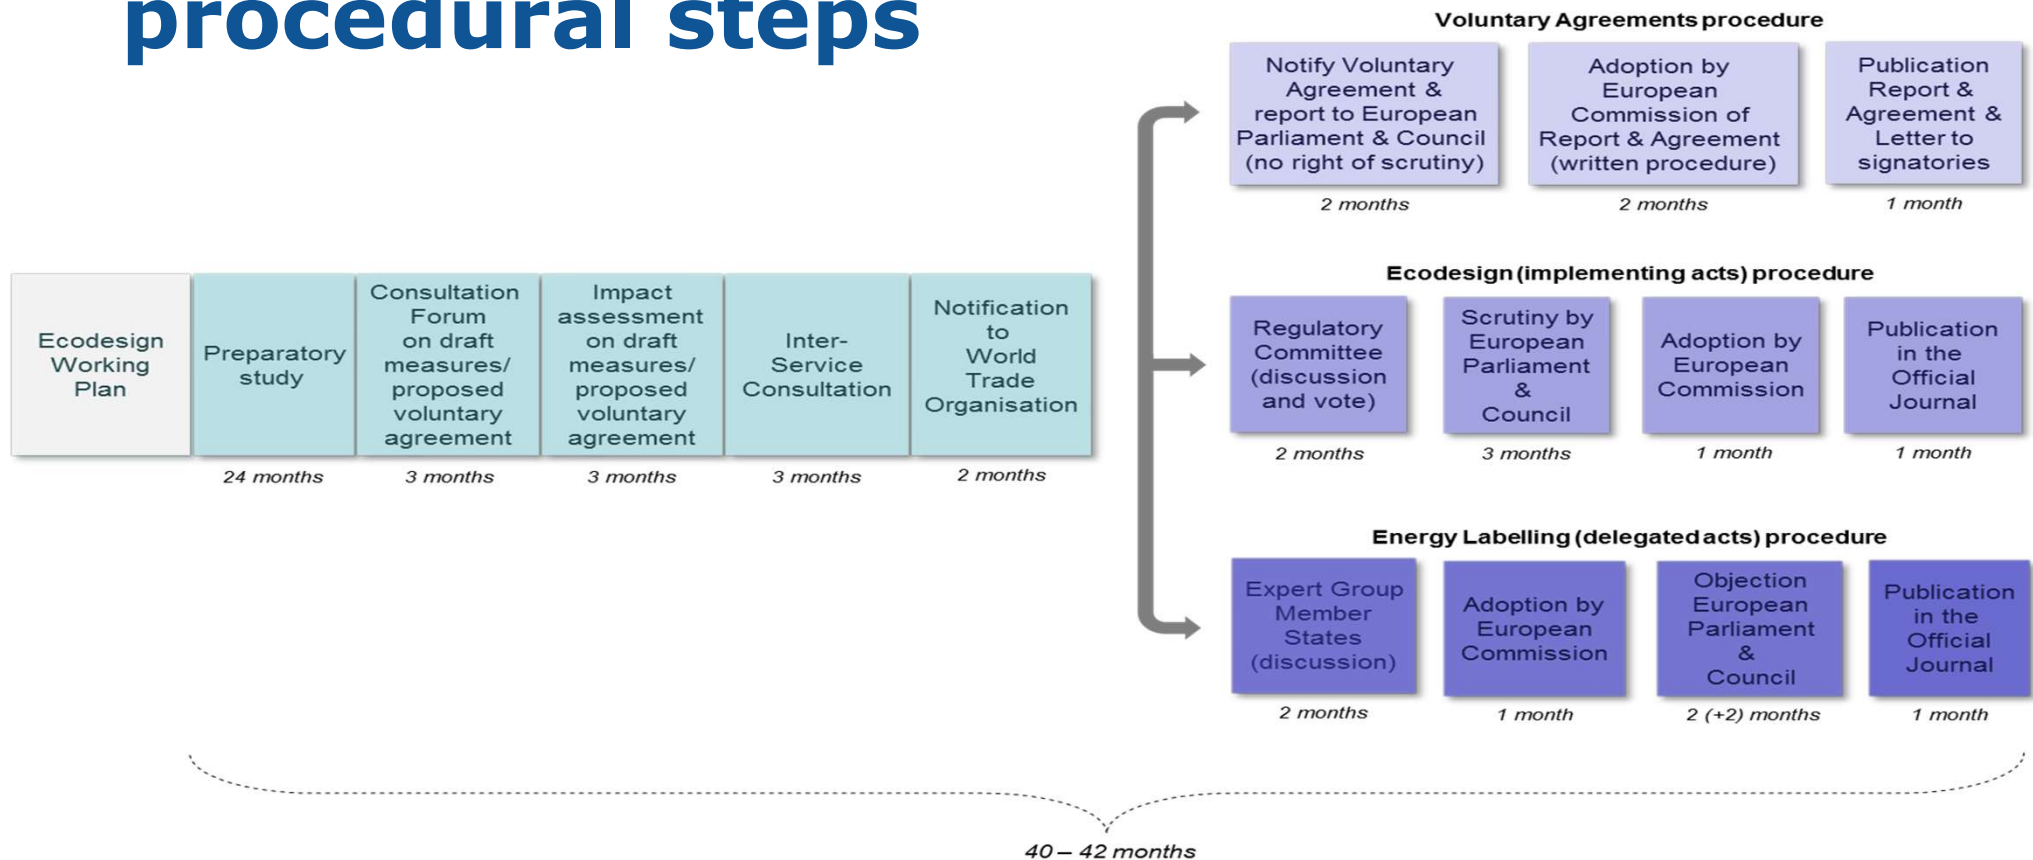 procedural steps
Voluntary Agreements procedure
Notify Voluntary
Agreement &
report to European
Parliament & Council
(no right of scrutiny)
2 months
Adoption by
European
Commission of
Report & Agreement
(written procedure)
2 months
Publication
Report &
Agreement &
Letter to
signatories
1 month
Ecodesign
Working
Plan
Preparatory
study
24 months
Consultation
Forum
on draft
measures/
proposed
voluntary
agreement
3 months
Impact
assessment
on draft
measures/
proposed
voluntary
agreement
3 months
Inter-
Service
Consultation
3 months
Notification
to
World
Trade
Organisation
2 months
Ecodesign (implementing acts) procedure
Regulatory
Committee
(discussion
and vote)
2 months
Scrutiny by
European
Parliament
&
Council
3 months
Adoption by
European
Commission
1 month
Publication
in the
Official
Journal
1 month
Energy Labelling (delegated acts) procedure
Expert Group
Member
States
(discussion)
2 months
Adoption by
European
Commission
1 month
Objection
European
Parliament
&
Council
2 (+2) months
Publication
in the
Official
Journal
1 month
40 – 42 months